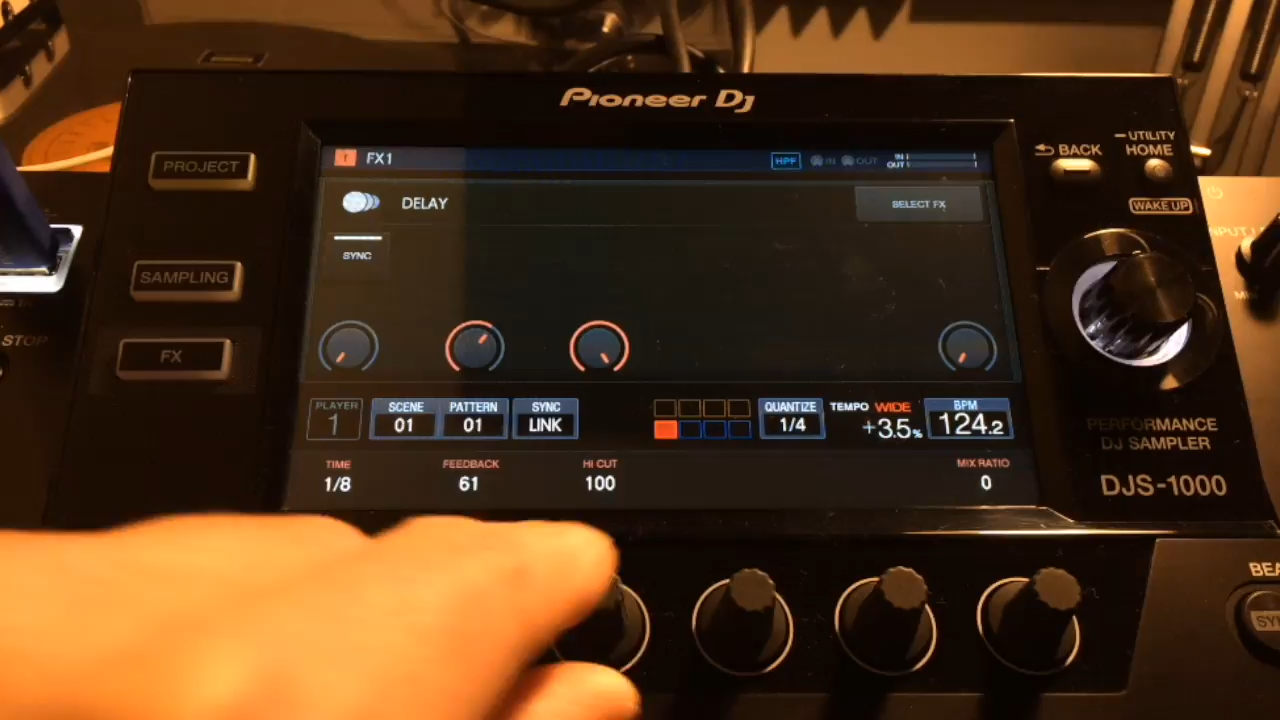 Pioneer Dj
PROJECT
! FX1
HPF
IN
OUT
IN
OUT
BACK
UTILITY
HOME
WAKE UP
DELAY
SELECT FX
SYNC
SAMPLING
STOP
FX
PLAYER
1
SCENE
01
PATTERN
01
SYNC
LINK
QUANTIZE
1/4
TEMPO WIDE
+3.5%
BPM
124.2
TIME
1/8
FEEDBACK
61
HI CUT
100
MIX RATIO
0
PERFORMANCE
DJ SAMPLER
DJS-1000